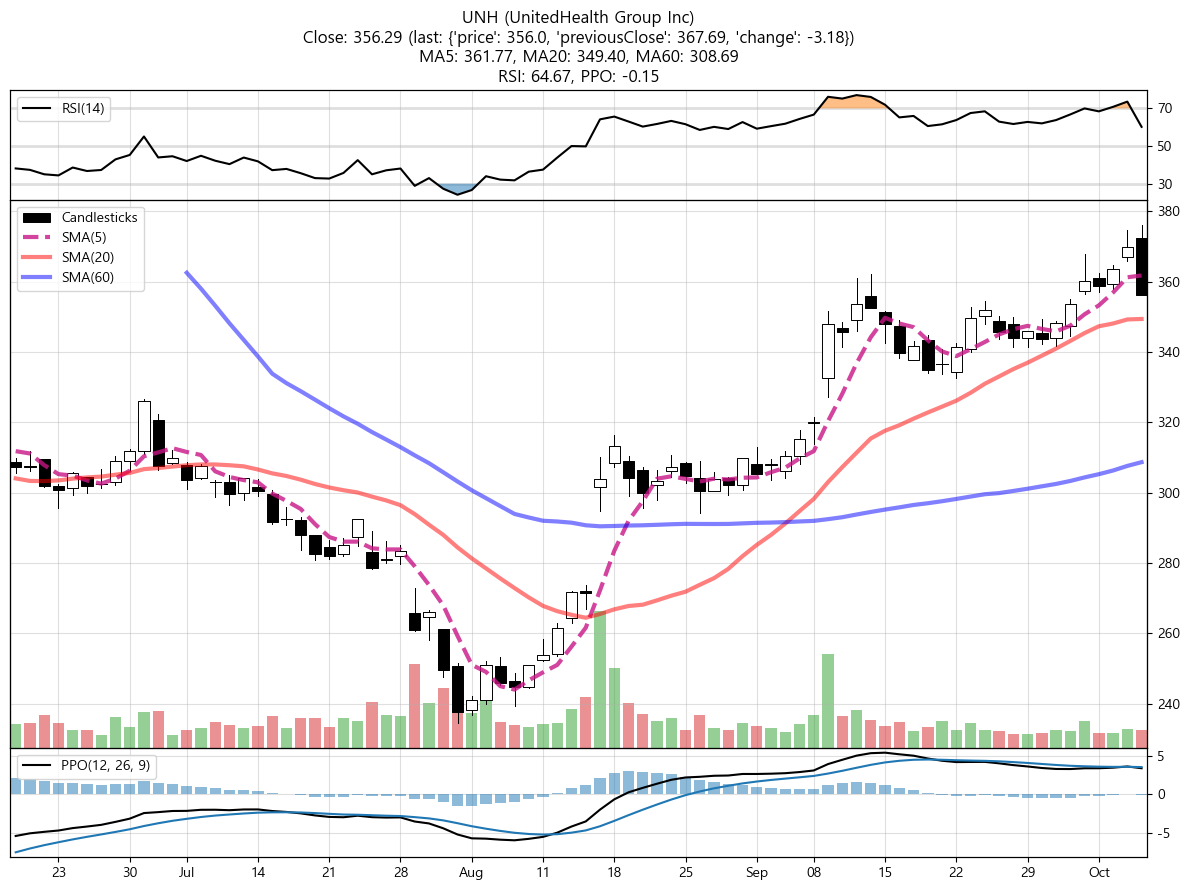 UNH (UnitedHealth Group Inc)
Close: 356.29 (last: {'price': 356.0, 'previousClose': 367.69, 'change': -3.18})
MA5: 361.77, MA20: 349.40, MA60: 308.69
RSI: 64.67, PPO: -0.15
RSI(14)
70
50
30
Candlesticks
SMA(5)
SMA(20)
SMA(60)
380
360
340
320
300
280
260
240
PPO(12, 26, 9)
5
0
-5
23 30 Jul 14 21 28 Aug 11 18 25 Sep 08 15 22 29 Oct